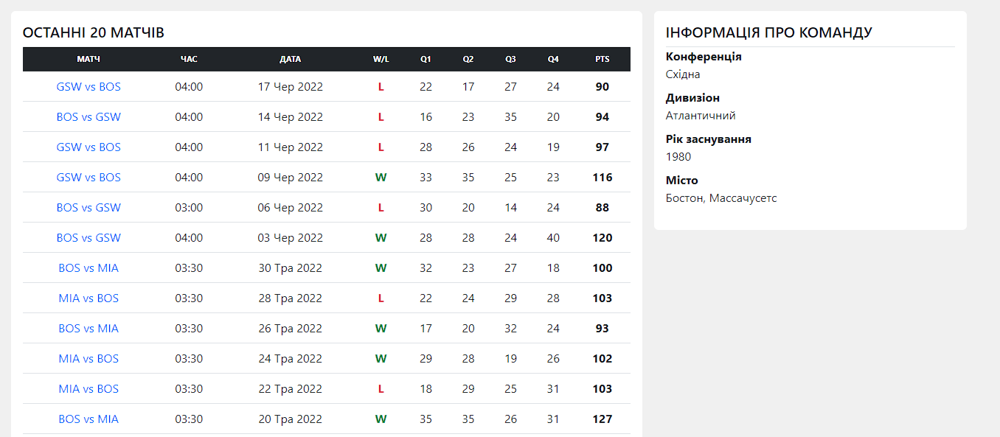 ОСТАННІ 20 МАТЧІВ
МАТЧ ЧАС ДАТА W/L Q1 Q2 Q3 Q4 PTS
GSW vs BOS 04:00 17 Чер 2022 L 22 17 27 24 90
BOS vs GSW 04:00 14 Чер 2022 L 16 23 35 20 94
GSW vs BOS 04:00 11 Чер 2022 L 28 26 24 19 97
GSW vs BOS 04:00 09 Чер 2022 W 33 35 25 23 116
BOS vs GSW 03:00 06 Чер 2022 L 30 20 14 24 88
BOS vs GSW 04:00 03 Чер 2022 W 28 28 24 40 120
BOS vs MIA 03:30 30 Тра 2022 W 32 23 27 18 100
MIA vs BOS 03:30 28 Тра 2022 L 22 24 29 28 103
BOS vs MIA 03:30 26 Тра 2022 W 17 20 32 24 93
MIA vs BOS 03:30 24 Тра 2022 W 29 28 19 26 102
MIA vs BOS 03:30 22 Тра 2022 L 18 29 25 31 103
BOS vs MIA 03:30 20 Тра 2022 W 35 35 26 31 127
ІНФОРМАЦІЯ ПРО КОМАНДУ
Конференція
Східна
Дивизіон
Атлантичний
Рік заснування
1980
Місто
Бостон, Массачусетс